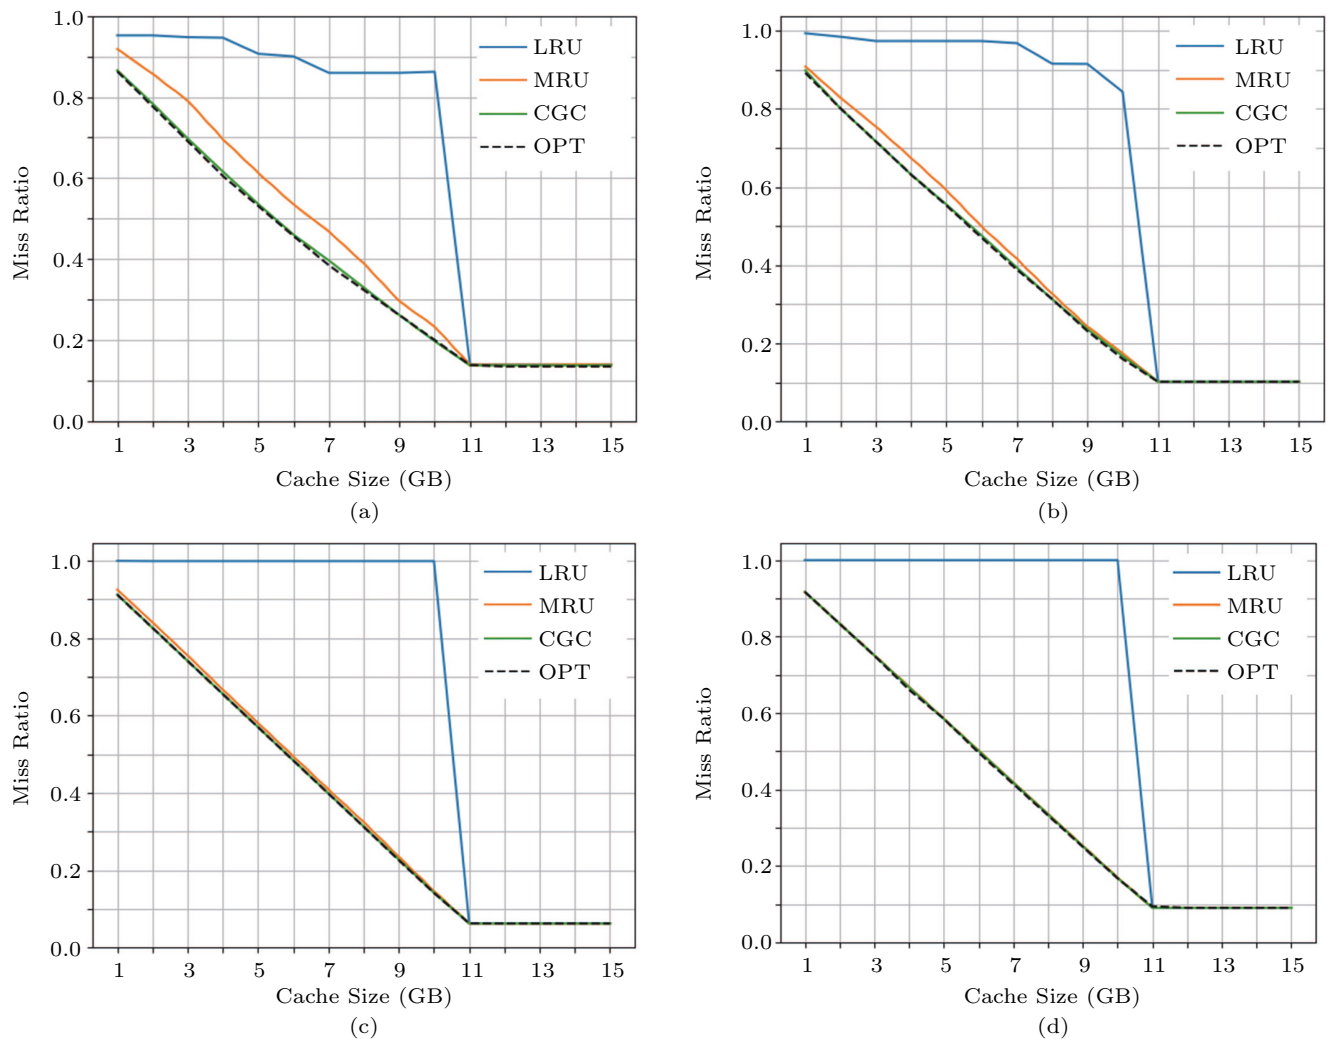 1.0
0.8
0.6
0.4
0.2
0.0
Miss Ratio
LRU
MRU
CGC
OPT
1 3 5 7 9 11 13 15
Cache Size (GB)
(a)
1.0
0.8
0.6
0.4
0.2
0.0
Miss Ratio
LRU
MRU
CGC
OPT
1 3 5 7 9 11 13 15
Cache Size (GB)
(b)
1.0
0.8
0.6
0.4
0.2
0.0
Miss Ratio
LRU
MRU
CGC
OPT
1 3 5 7 9 11 13 15
Cache Size (GB)
(c)
1.0
0.8
0.6
0.4
0.2
0.0
Miss Ratio
LRU
MRU
CGC
OPT
1 3 5 7 9 11 13 15
Cache Size (GB)
(d)